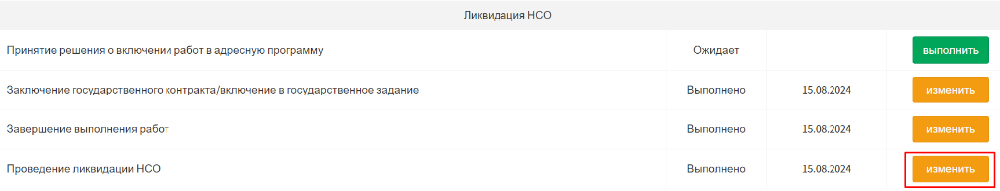 Ликвидация НСО
Принятие решения о включении работ в адресную программу Ожидает выполнить
Заключение государственного контракта/включение в государственное задание Выполнено 15.08.2024 изменить
Завершение выполнения работ Выполнено 15.08.2024 изменить
Проведение ликвидации НСО Выполнено 15.08.2024 изменить